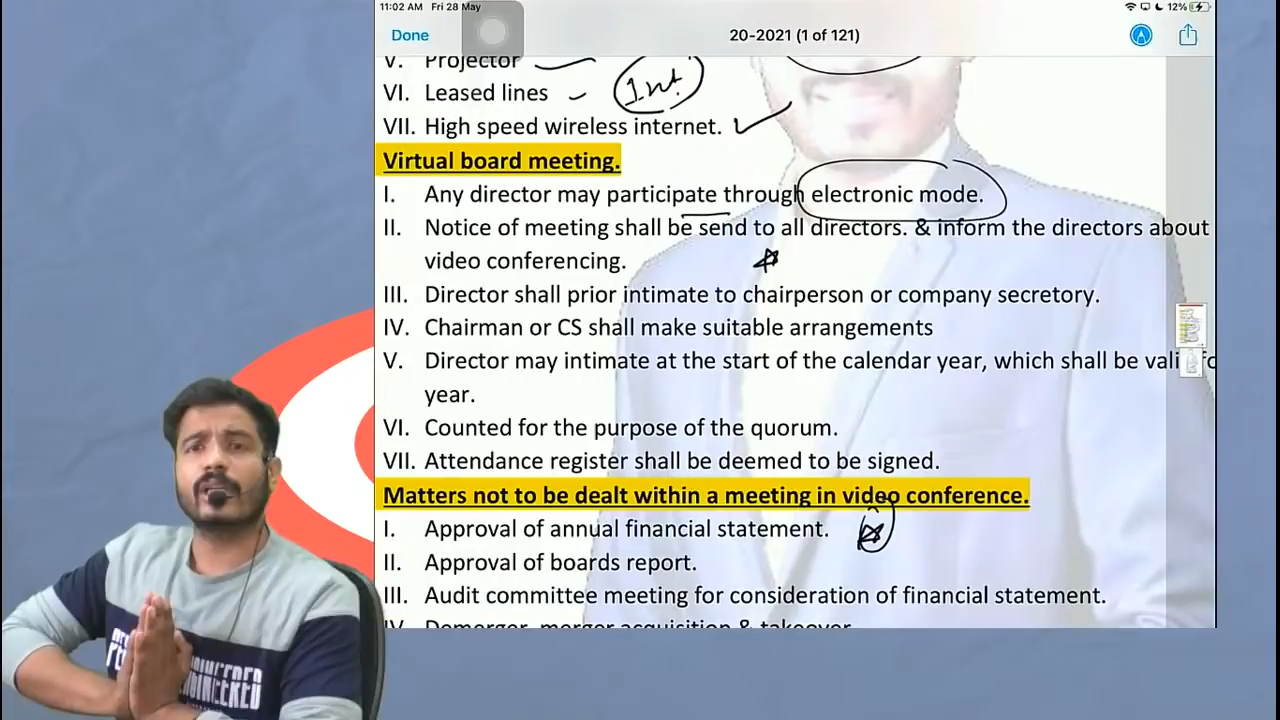 11:02 AM Fri 28 May
12%
Done
20-2021 (1 of 121)
V. Projector
VI. Leased lines
Int.
VII. High speed wireless internet.
Virtual board meeting.
I. Any director may participate through electronic mode.
II. Notice of meeting shall be send to all directors. & inform the directors about
video conferencing.
III. Director shall prior intimate to chairperson or company secretory.
IV. Chairman or CS shall make suitable arrangements
V. Director may intimate at the start of the calendar year, which shall be vali
year.
VI. Counted for the purpose of the quorum.
VII. Attendance register shall be deemed to be signed.
Matters not to be dealt within a meeting in video conference.
I. Approval of annual financial statement.
II. Approval of boards report.
III. Audit committee meeting for consideration of financial statement.
IV. Demerger, merger acquisition & takeover